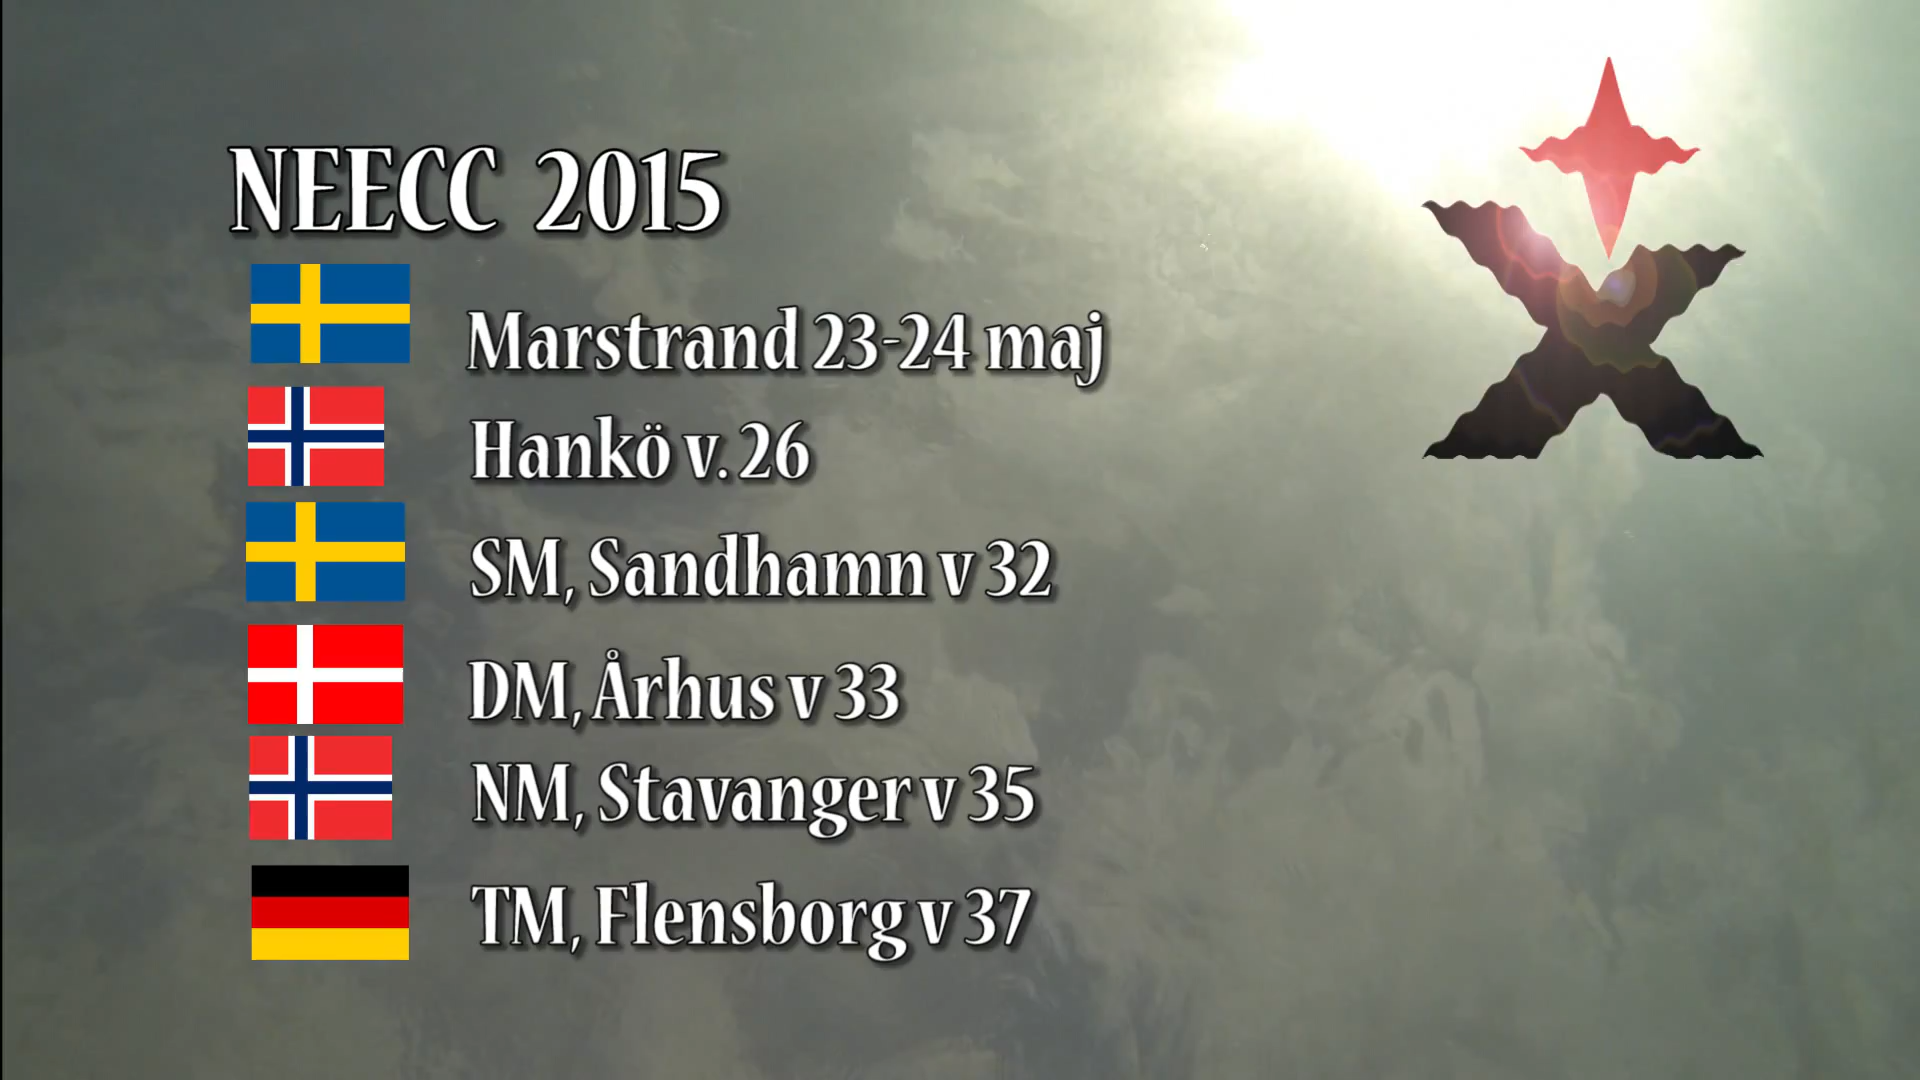 NEECC 2015
Marstrand 23-24 maj
Hankö v. 26
SM, Sandhamn v 32
DM, Århus v 33
NM, Stavanger v 35
TM, Flensborg v 37